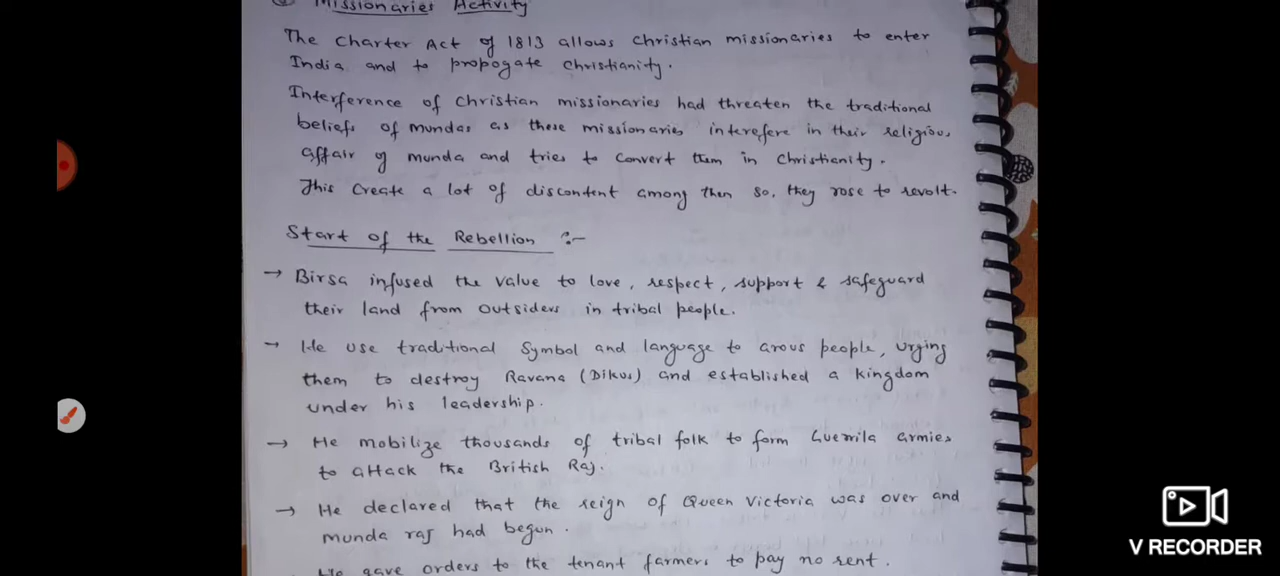 Missionaries Activity
The Charter Act of 1813 allows Christian missionaries to enter
India and to propogate Christianity.
Interference of Christian missionaries had threaten the traditional
beliefs of mundas as these missionaries interefere in their religious
affair of munda and tries to convert them in Christianity.
This create a lot of discontent among then so, they rose to revolt.
Start of the Rebellion :-
→ Birsa infused the value to love, respect, support & safeguard
their land from outsiders in tribal people.
→ He use traditional symbol and language to arous people, urging
them to destroy Ravana (Dikus) and established a kingdom
under his leadership.
→ He mobilize thousands of tribal folk to form Guerrila armies
to attack the British Raj.
→ He declared that the reign of Queen Victoria was over and
munda raj had begun.
He gave orders to the tenant farmers to pay no rent.
V RECORDER